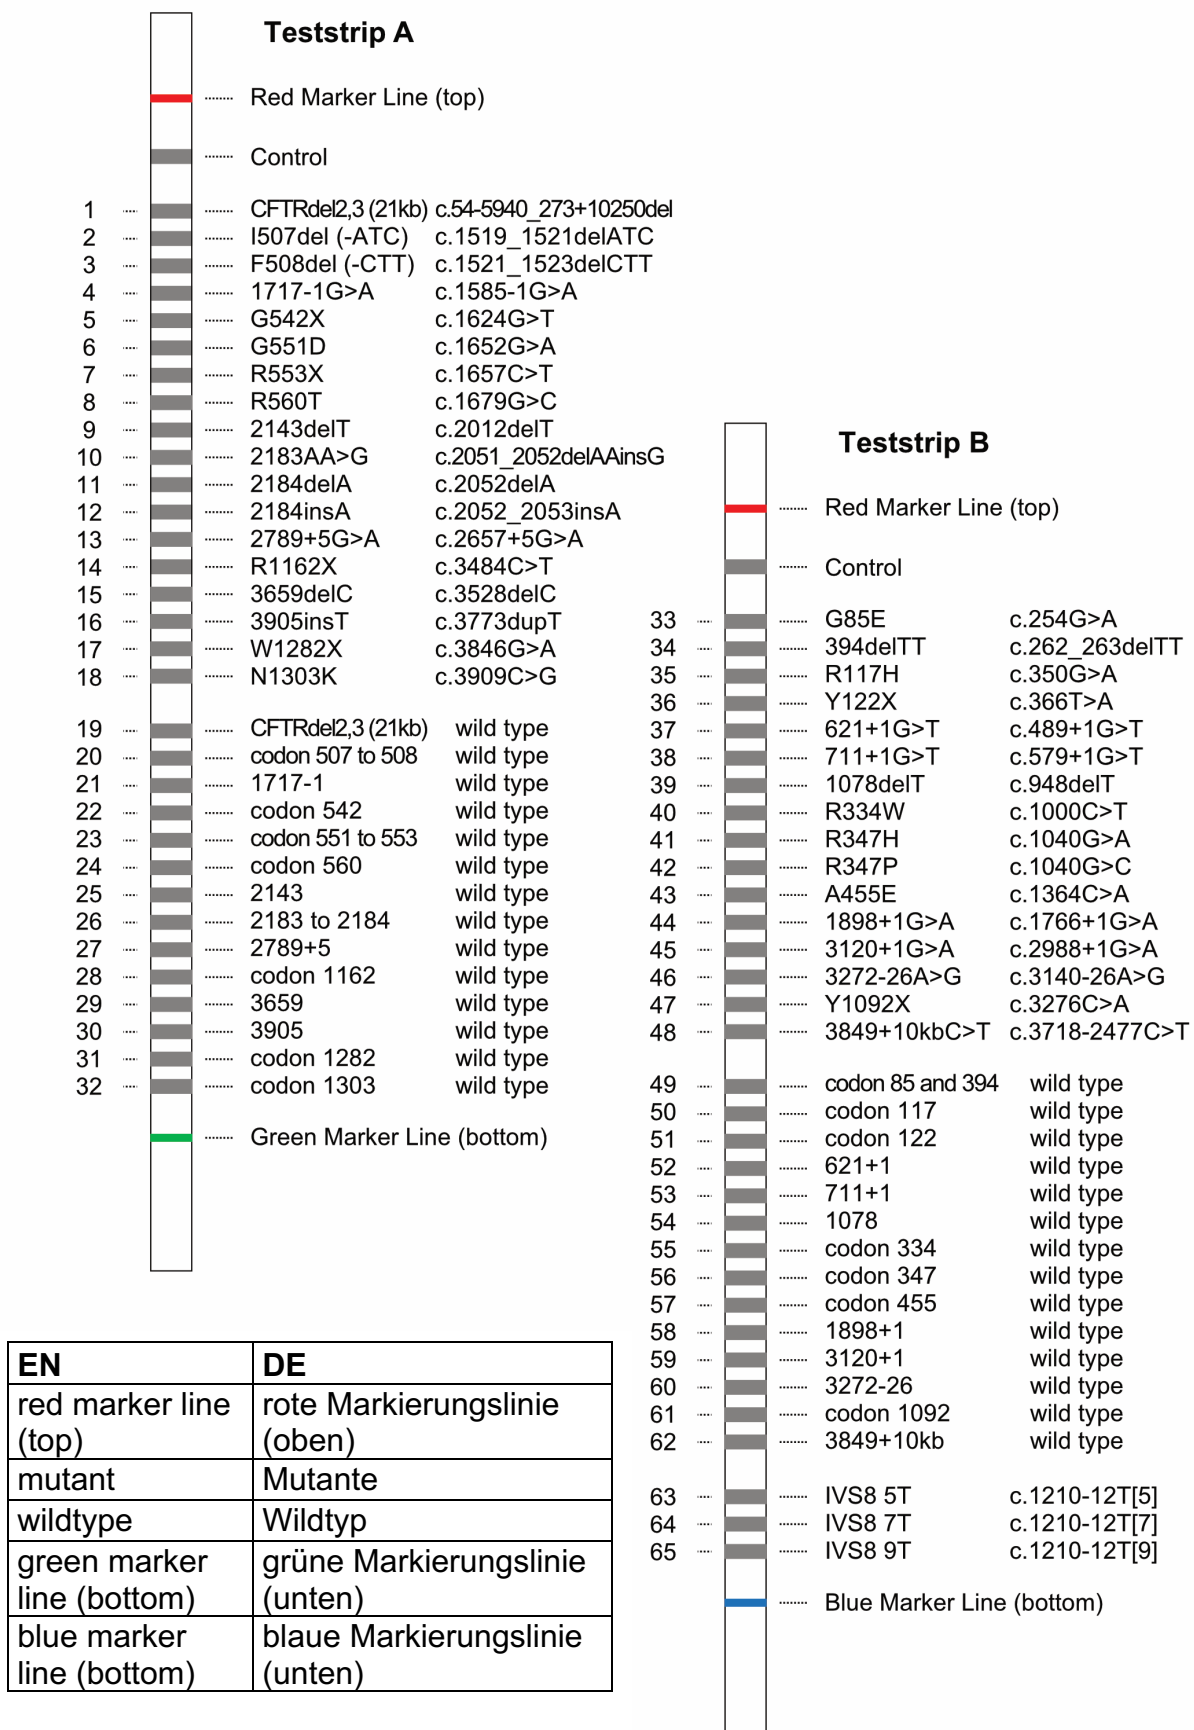 Teststrip A
Red Marker Line (top)
Control
1 CFTRdel2,3 (21kb) c.54-5940_273+10250del
2 I507del (-ATC) c.1519_1521delATC
3 F508del (-CTT) c.1521_1523delCTT
4 1717-1G>A c.1585-1G>A
5 G542X c.1624G>T
6 G551D c.1652G>A
7 R553X c.1657C>T
8 R560T c.1679G>C
9 2143delT c.2012delT
10 2183AA>G c.2051_2052delAAinsG
11 2184delA c.2052delA
12 2184insA c.2052_2053insA
13 2789+5G>A c.2657+5G>A
14 R1162X c.3484C>T
15 3659delC c.3528delC
16 3905insT c.3773dupT
17 W1282X c.3846G>A
18 N1303K c.3909C>G
19 CFTRdel2,3 (21kb) wild type
20 codon 507 to 508 wild type
21 1717-1 wild type
22 codon 542 wild type
23 codon 551 to 553 wild type
24 codon 560 wild type
25 2143 wild type
26 2183 to 2184 wild type
27 2789+5 wild type
28 codon 1162 wild type
29 3659 wild type
30 3905 wild type
31 codon 1282 wild type
32 codon 1303 wild type
Green Marker Line (bottom)
Teststrip B
Red Marker Line (top)
Control
33 G85E c.254G>A
34 394delTT c.262_263delTT
35 R117H c.350G>A
36 Y122X c.366T>A
37 621+1G>T c.489+1G>T
38 711+1G>T c.579+1G>T
39 1078delT c.948delT
40 R334W c.1000C>T
41 R347H c.1040G>A
42 R347P c.1040G>C
43 A455E c.1364C>A
44 1898+1G>A c.1766+1G>A
45 3120+1G>A c.2988+1G>A
46 3272-26A>G c.3140-26A>G
47 Y1092X c.3276C>A
48 3849+10kbC>T c.3718-2477C>T
49 codon 85 and 394 wild type
50 codon 117 wild type
51 codon 122 wild type
52 621+1 wild type
53 711+1 wild type
54 1078 wild type
55 codon 334 wild type
56 codon 347 wild type
57 codon 455 wild type
58 1898+1 wild type
59 3120+1 wild type
60 3272-26 wild type
61 codon 1092 wild type
62 3849+10kb wild type
63 IVS8 5T c.1210-12T[5]
64 IVS8 7T c.1210-12T[7]
65 IVS8 9T c.1210-12T[9]
Blue Marker Line (bottom)
EN DE
red marker line rote Markierungslinie
(top) (oben)
mutant Mutante
wildtype Wildtyp
green marker grüne Markierungslinie
line (bottom) (unten)
blue marker blaue Markierungslinie
line (bottom) (unten)